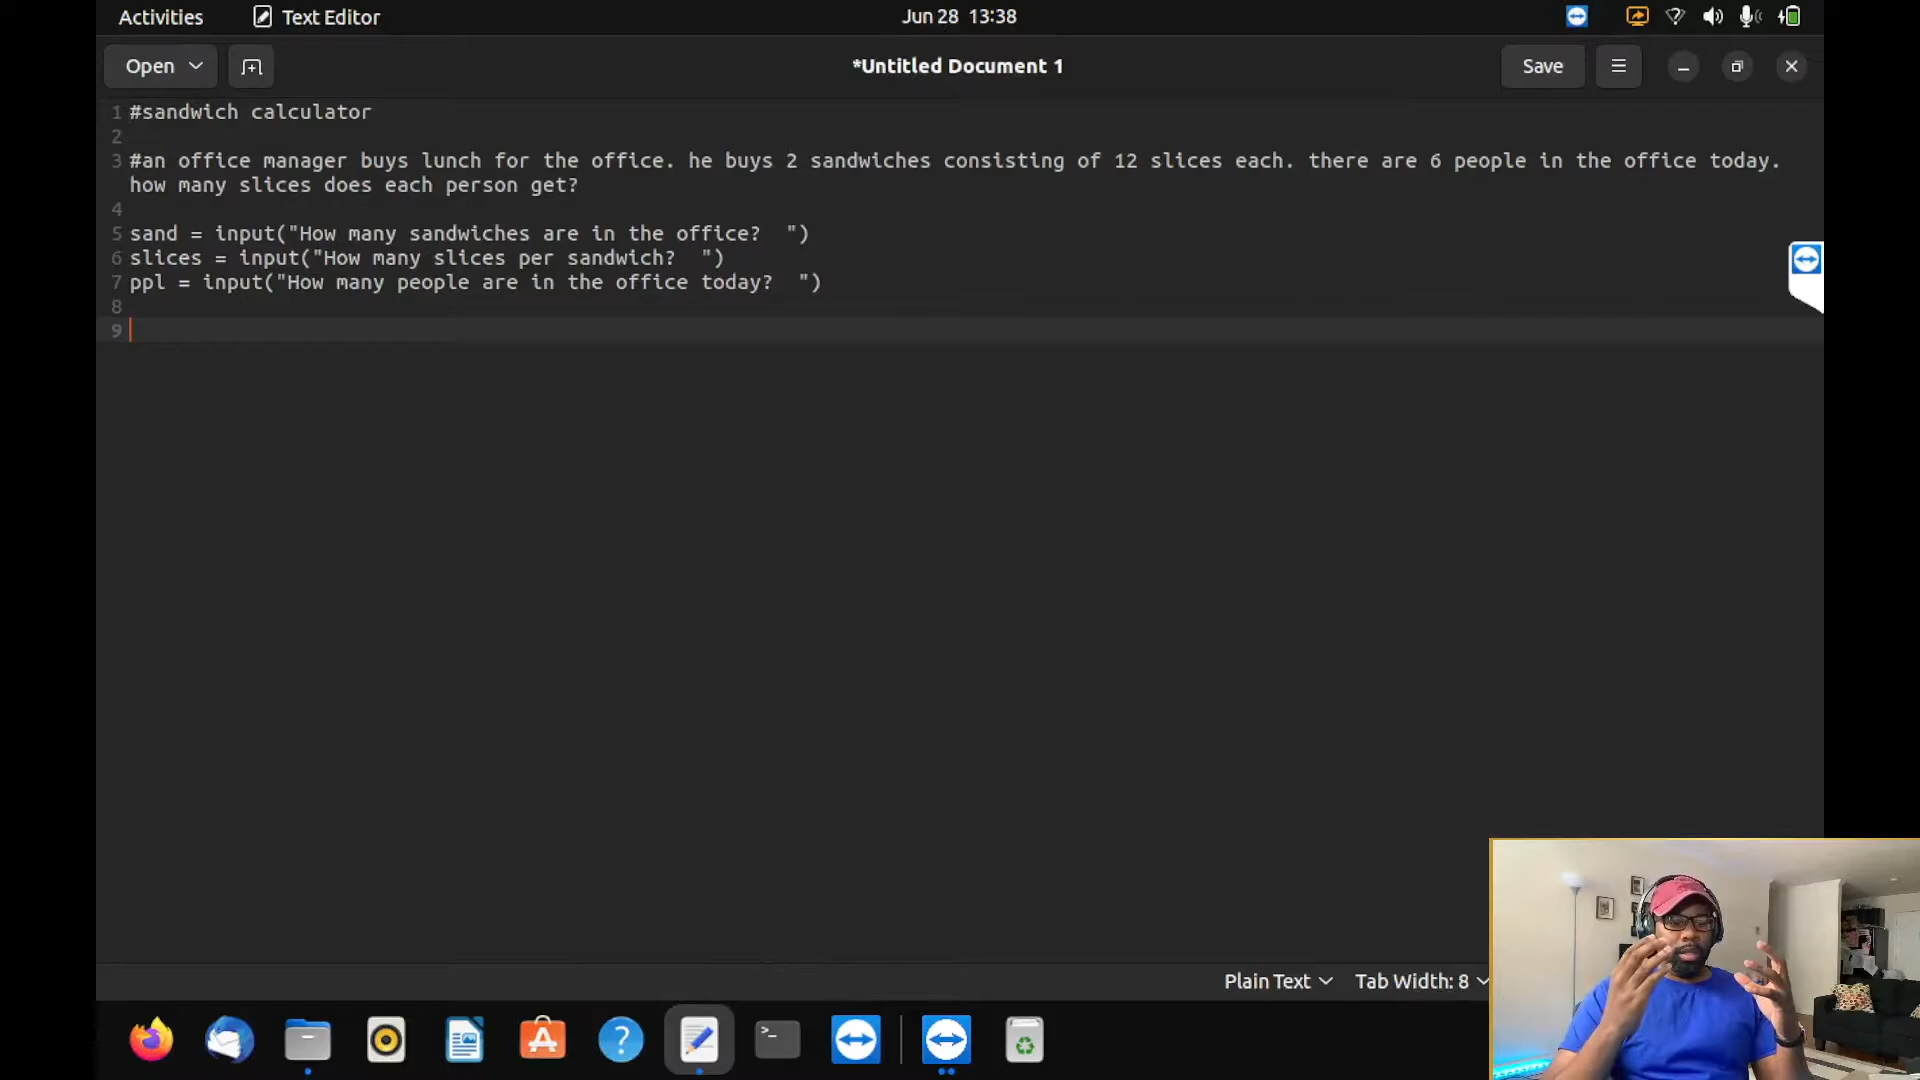 Activities Text Editor Jun 28 13:38
Open *Untitled Document 1 Save
1 #sandwich calculator
2
3 #an office manager buys lunch for the office. he buys 2 sandwiches consisting of 12 slices each. there are 6 people in the office today.
how many slices does each person get?
4
5 sand = input("How many sandwiches are in the office?  ")
6 slices = input("How many slices per sandwich?  ")
7 ppl = input("How many people are in the office today?  ")
8
9
Plain Text Tab Width: 8